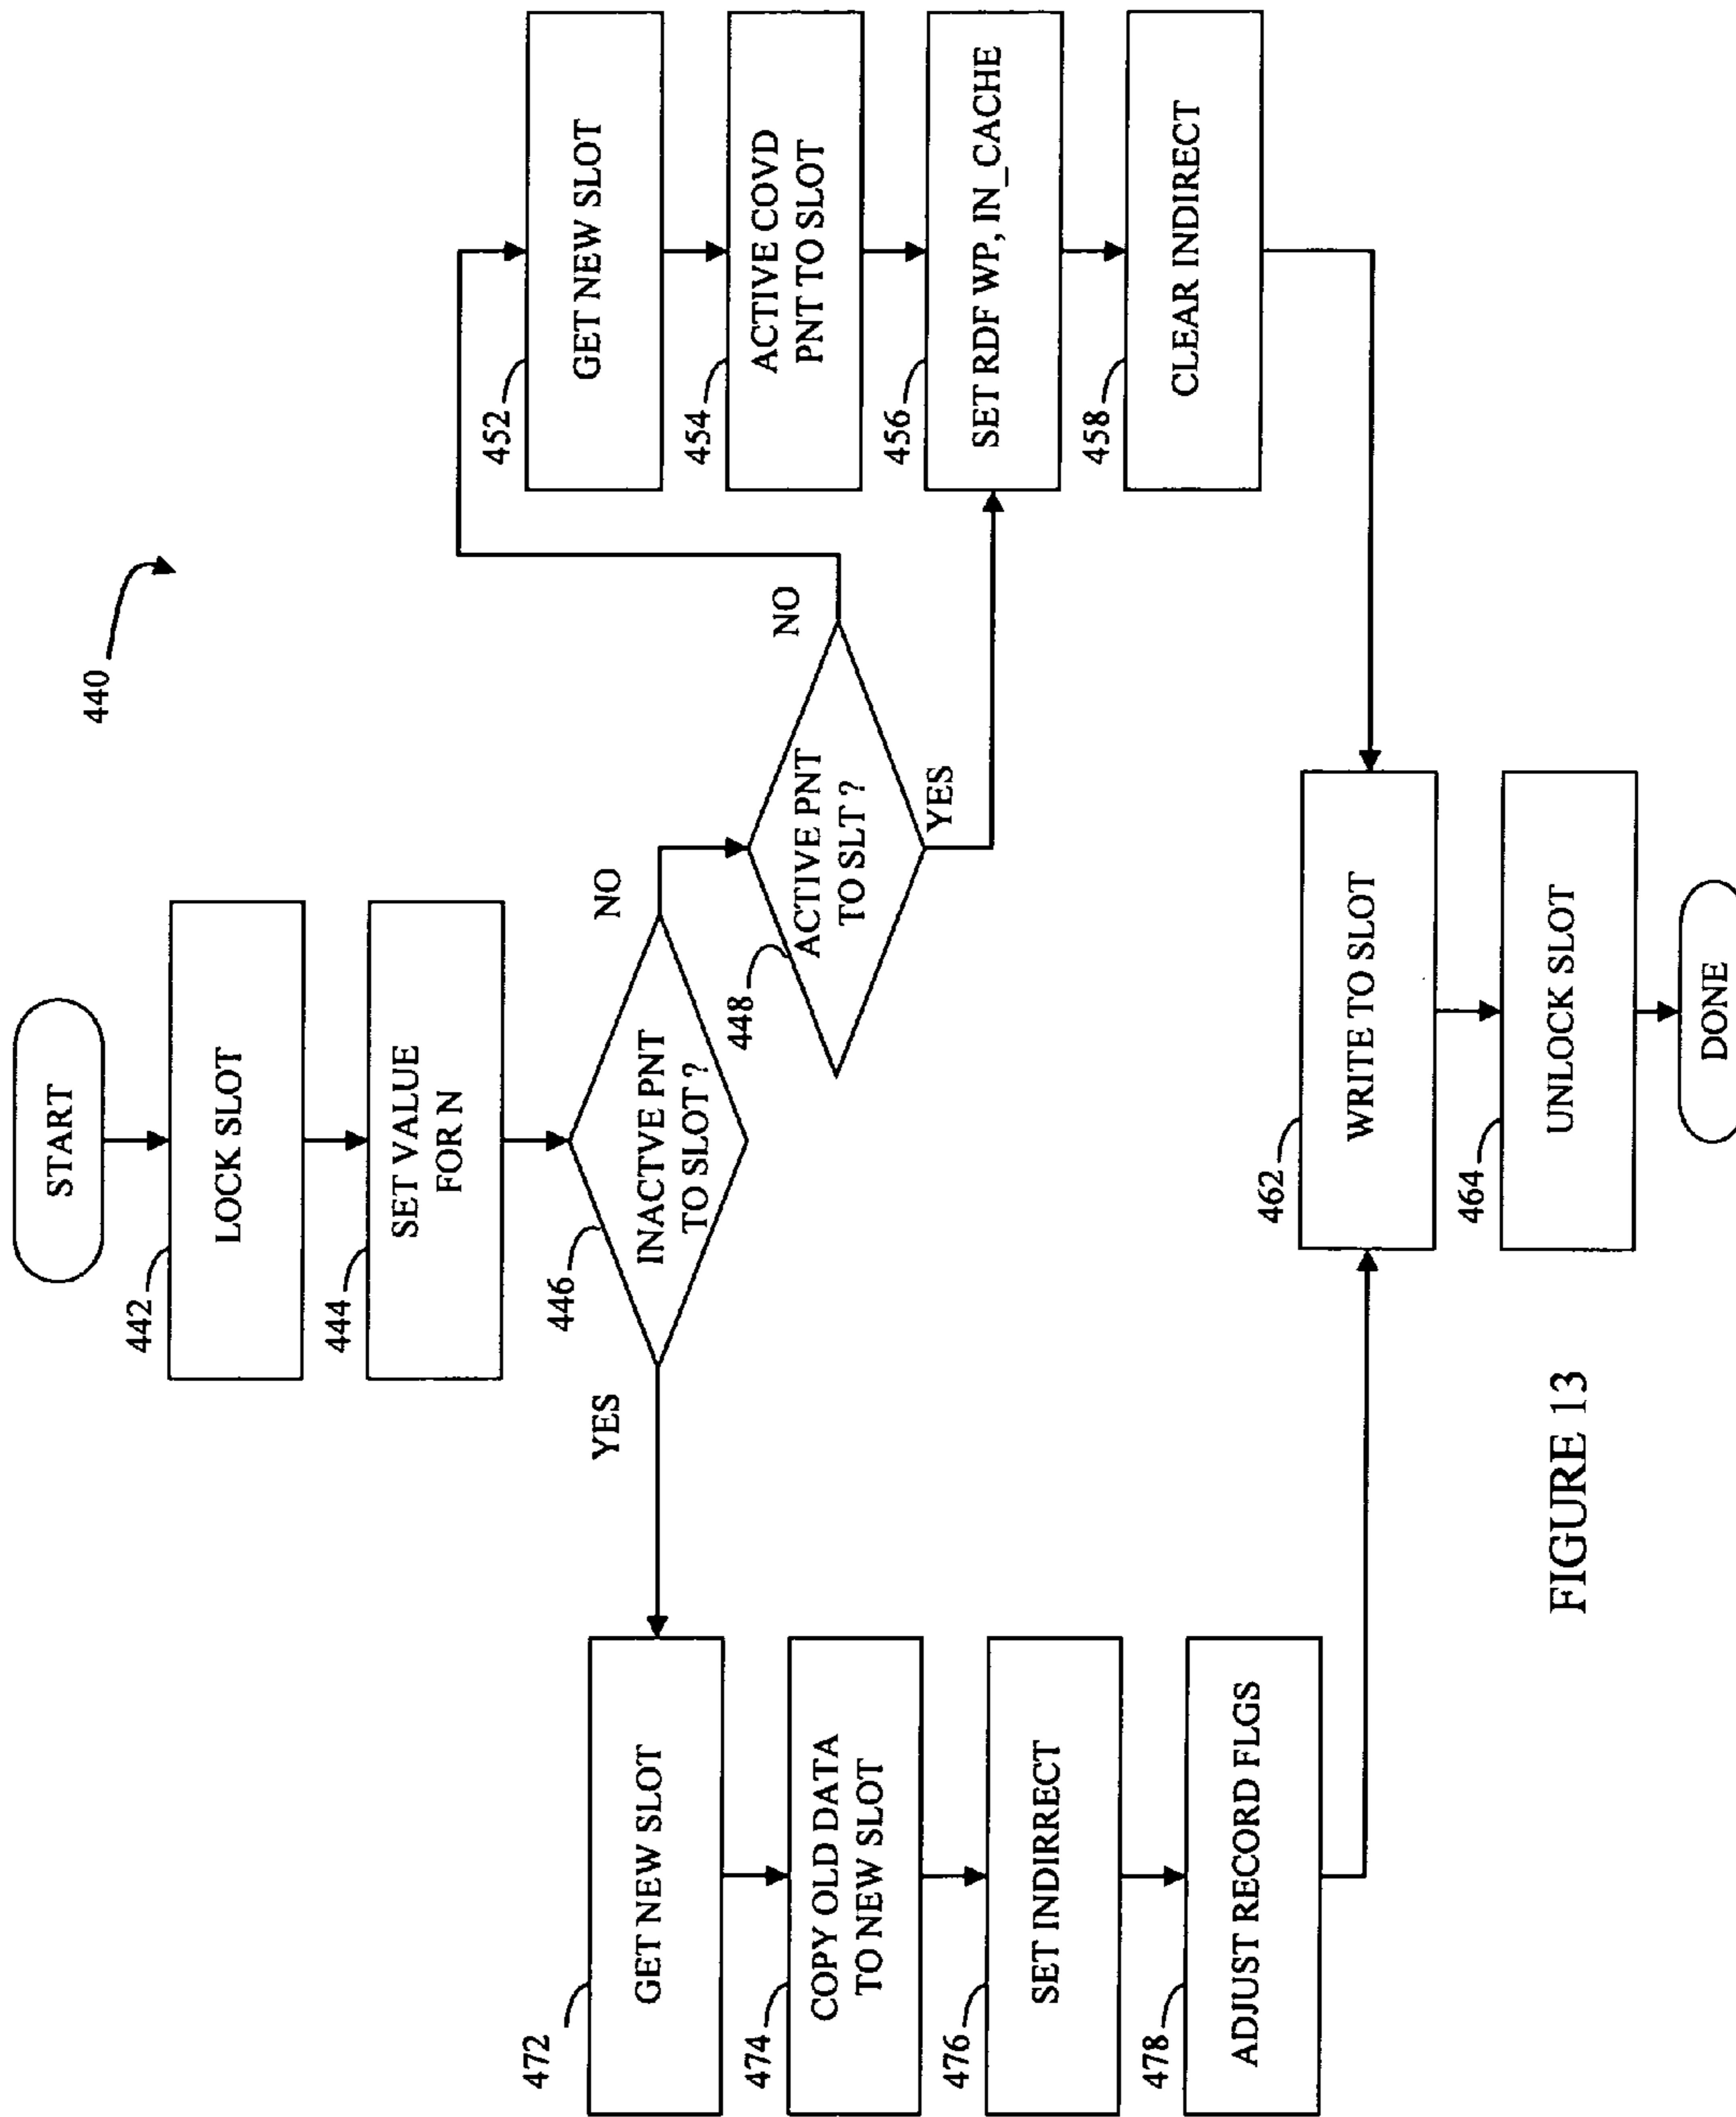 440
START
442
LOCK SLOT
444
SET VALUE
FOR N
446
INACTVE PNT
TO SLOT ?
YES
NO
448
ACTIVE PNT
TO SLT ?
NO
YES
452
GET NEW SLOT
454
ACTIVE COVD
PNT TO SLOT
456
SET RDF WP, IN_CACHE
458
CLEAR INDIRECT
472
GET NEW SLOT
474
COPY OLD DATA
TO NEW SLOT
476
SET INDIRRECT
478
ADJUST RECORD FLGS
462
WRITE TO SLOT
464
UNLOCK SLOT
DONE
FIGURE 13